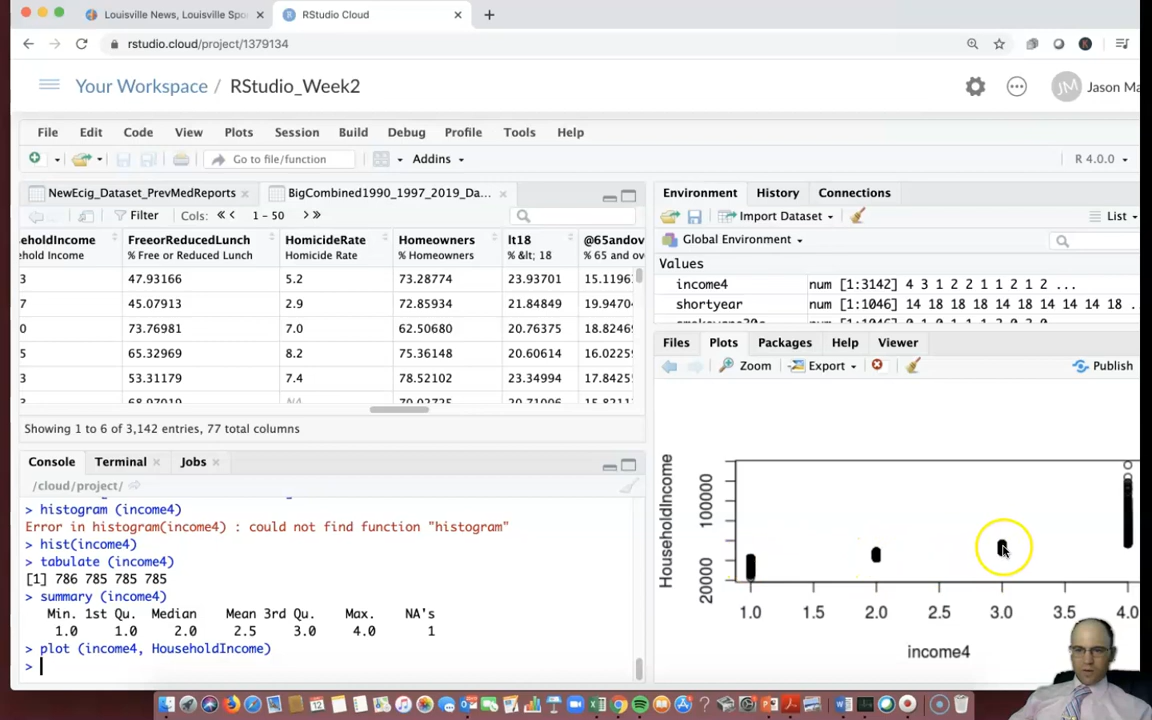 Louisville News, Louisville Spo
RStudio Cloud
rstudio.cloud/project/1379134
Your Workspace / RStudio_Week2
JM Jason Ma
File Edit Code View Plots Session Build Debug Profile Tools Help
Go to file/function
Addins
R 4.0.0
NewEcig_Dataset_PrevMedReports
BigCombined1990_1997_2019_Da...
Filter Cols: 1 - 50
eholdIncome FreeorReducedLunch HomicideRate Homeowners lt18 @65andov
ehold Income % Free or Reduced Lunch Homicide Rate % Homeowners % &lt; 18 % 65 and ov
3 47.93166 5.2 73.28774 23.93701 15.1196
7 45.07913 2.9 72.85934 21.84849 19.9470
0 73.76981 7.0 62.50680 20.76375 18.8246
5 65.32969 8.2 75.36148 20.60614 16.0225
3 53.31179 7.4 78.52102 23.34994 17.8425
Showing 1 to 6 of 3,142 entries, 77 total columns
Console Terminal Jobs
/cloud/project/
> histogram (income4)
Error in histogram(income4) : could not find function "histogram"
> hist(income4)
> tabulate (income4)
[1] 786 785 785 785
> summary (income4)
Min. 1st Qu. Median Mean 3rd Qu. Max. NA's
1.0 1.0 2.0 2.5 3.0 4.0 1
> plot (income4, HouseholdIncome)
>
Environment History Connections
Import Dataset List
Global Environment
Values
income4 num [1:3142] 4 3 1 2 2 1 1 2 1 2 ...
shortyear num [1:1046] 14 18 18 18 14 18 14 14 14 18 ..
Files Plots Packages Help Viewer
Zoom Export Publish
HouseholdIncome
20000 100000
1.0 1.5 2.0 2.5 3.0 3.5 4.0
income4